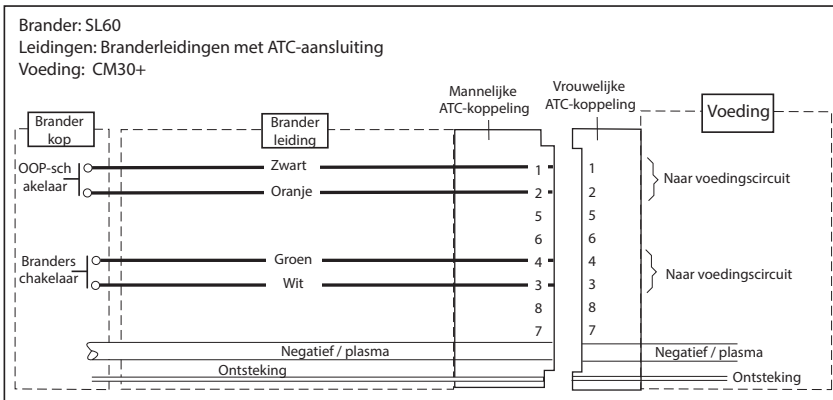 Brander: SL60
Leidingen: Branderleidingen met ATC-aansluiting
Voeding: CM30+
Mannelijke
ATC-koppeling
Vrouwelijke
ATC-koppeling
Voeding
Brander
kop
Brander
leiding
OOP-sch
akelaar
Zwart
1
1
Oranje
2
2
Naar voedingscircuit
5
5
6
6
Branders
chakelaar
Groen
4
4
Wit
3
3
Naar voedingscircuit
8
8
7
7
Negatief / plasma
Negatief / plasma
Ontsteking
Ontsteking